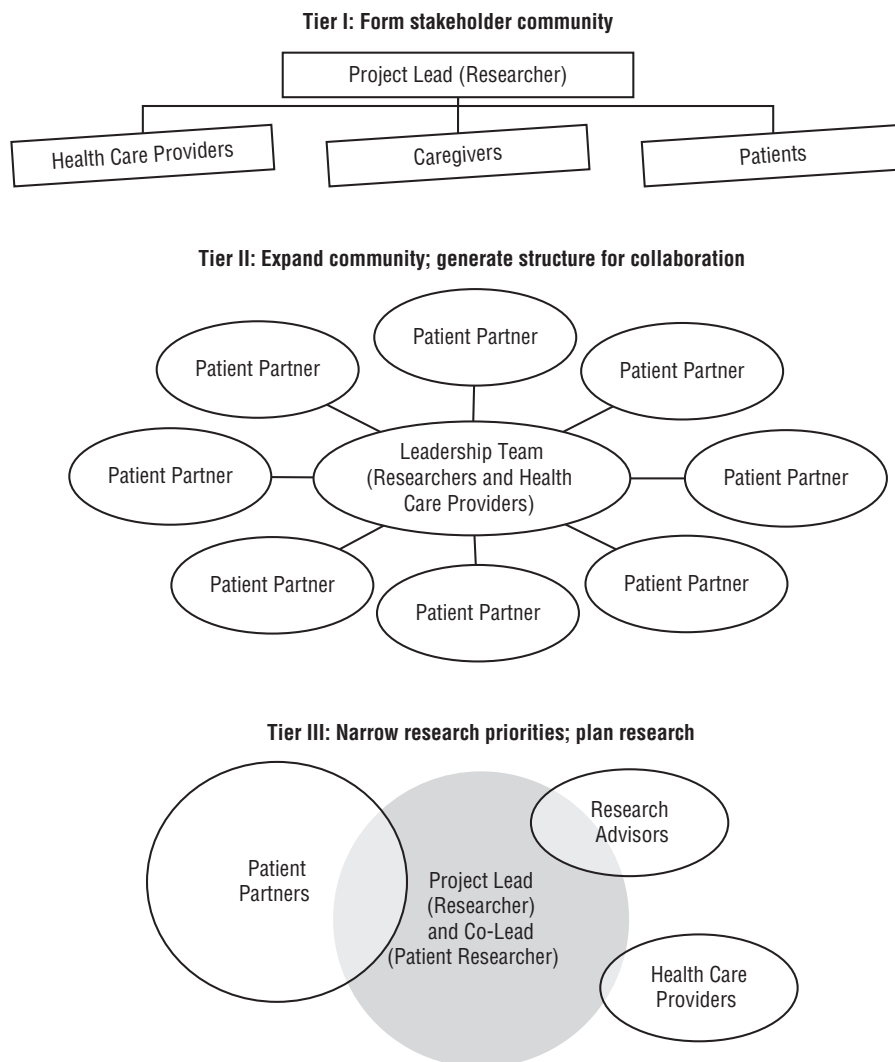 Tier I: Form stakeholder community
Project Lead (Researcher)
Health Care Providers
Caregivers
Patients
Tier II: Expand community; generate structure for collaboration
Patient Partner
Patient Partner
Patient Partner
Patient Partner
Leadership Team
(Researchers and Health
Care Providers)
Patient Partner
Patient Partner
Patient Partner
Patient Partner
Tier III: Narrow research priorities; plan research
Patient
Partners
Project Lead
(Researcher)
and Co-Lead
(Patient Researcher)
Research
Advisors
Health Care
Providers